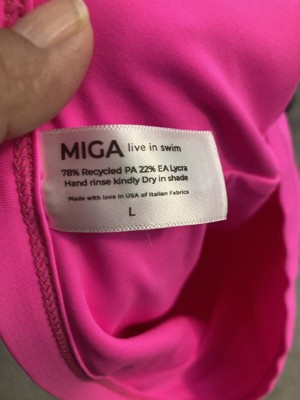 MIGA live in swim
78% Recycled PA 22% EA Lycra
Hand rinse kindly Dry in shade
Made with love in USA of Italian Fabrics
L